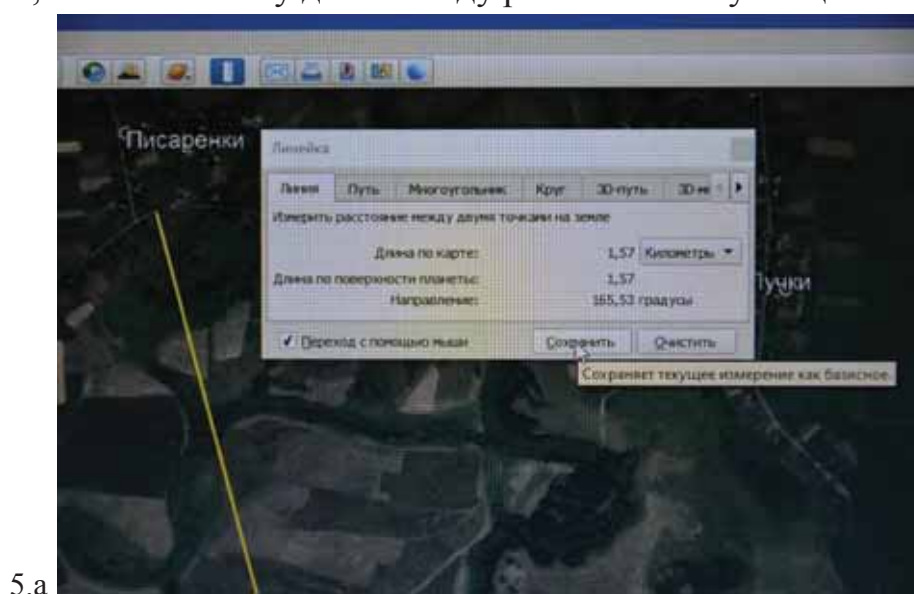 Писаренки
Линейка
Линия Путь Многоугольник Круг 3D-путь
Измерить расстояние между двумя точками на земле
Длина по карте: 1,57 Километры
Длина по поверхности планеты: 1,57
Направление: 165,53 градусы
Переход с помощью мыши Сохранить Очистить
Сохраняет текущее измерение как базисное.
5.а